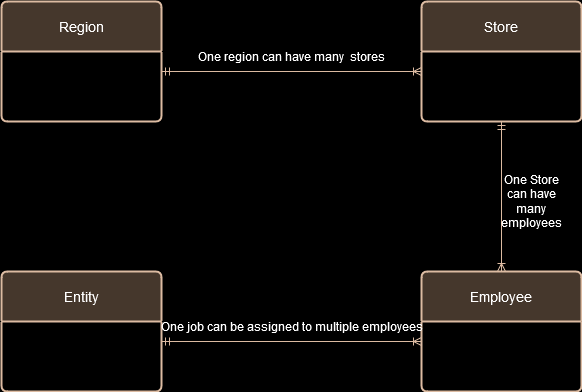 Region
Store
One region can have many  stores
One Store
can have
many
employees
Entity
Employee
One job can be assigned to multiple employees